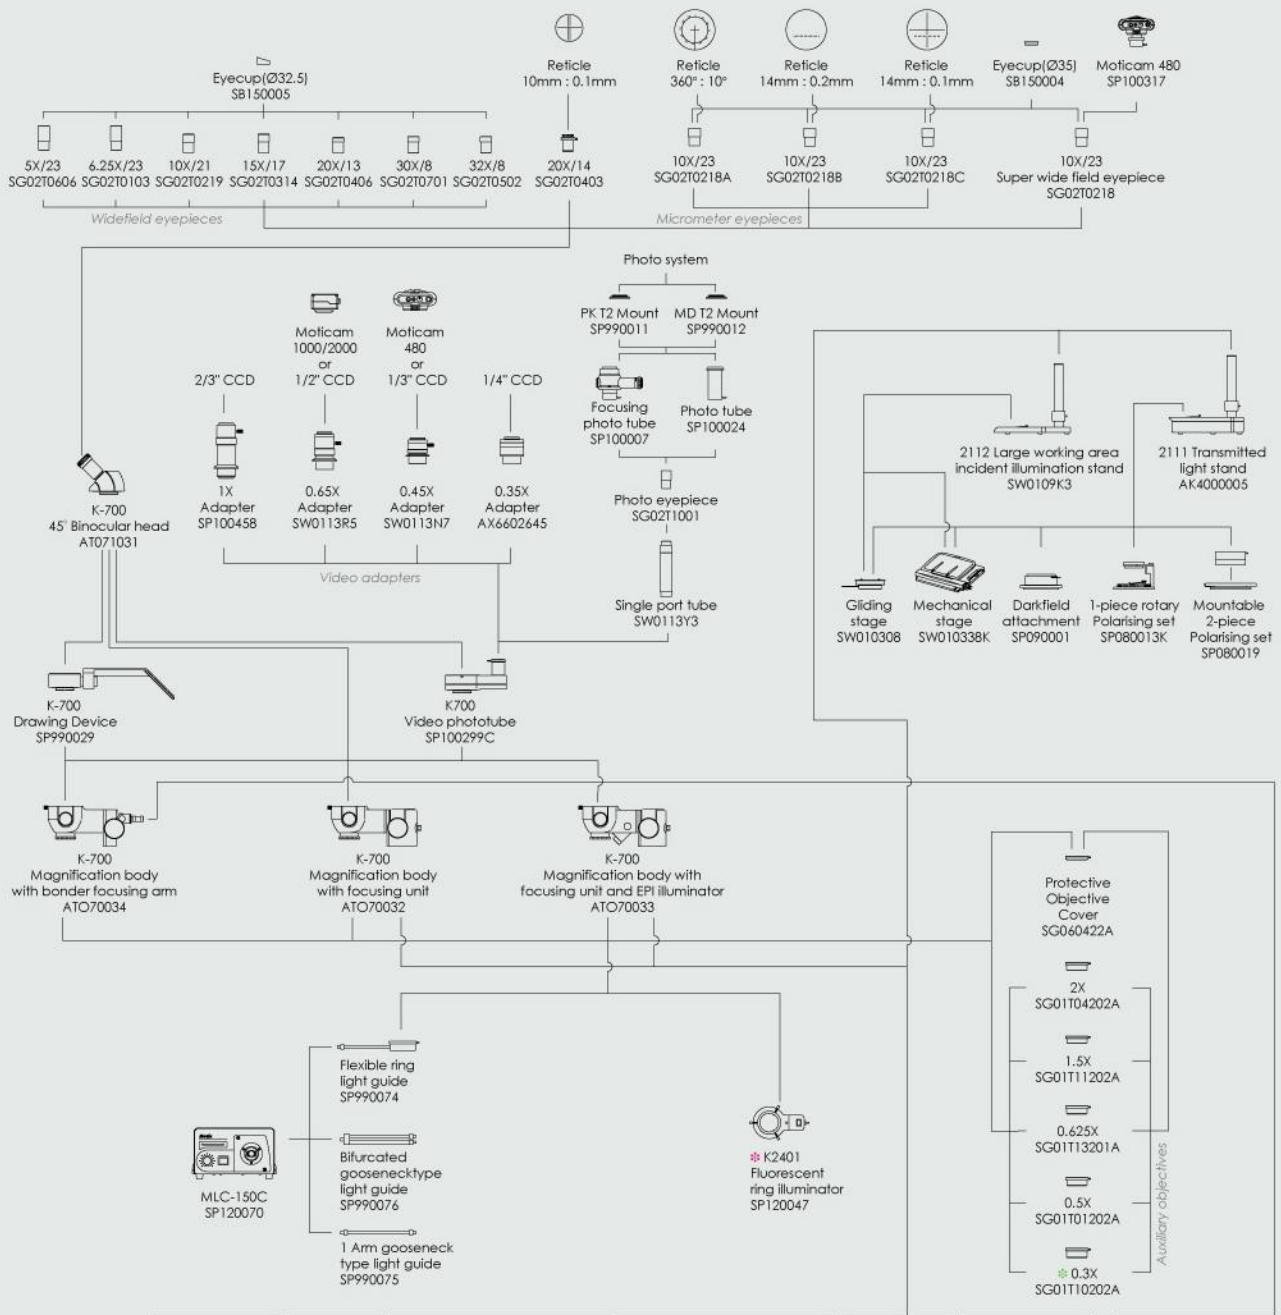 Eyecup(Ø32.5)
SB150005
Reticle
10mm : 0.1mm
Reticle
360° : 10°
Reticle
14mm : 0.2mm
Reticle
14mm : 0.1mm
Eyecup(Ø35)
SB150004
Moticam 480
SP100317
5X/23
SG02T0606
6.25X/23
SG02T0103
10X/21
SG02T0219
15X/17
SG02T0314
20X/13
SG02T0406
30X/8
SG02T0701
32X/8
SG02T0502
20X/14
SG02T0403
10X/23
SG02T0218A
10X/23
SG02T0218B
10X/23
SG02T0218C
10X/23
Super wide field eyepiece
SG02T0218
Widefield eyepieces
Micrometer eyepieces
Photo system
PK T2 Mount
SP990011
MD T2 Mount
SP990012
Moticam
1000/2000
or
1/2" CCD
Moticam
480
or
1/3" CCD
2/3" CCD
1/4" CCD
Focusing
photo tube
SP100007
Photo tube
SP100024
2112 Large working area
incident illumination stand
SW0109K3
2111 Transmitted
light stand
AK4000005
K-700
45° Binocular head
AT071031
1X
Adapter
SP100458
0.65X
Adapter
SW0113R5
0.45X
Adapter
SW0113N7
0.35X
Adapter
AX6602645
Photo eyepiece
SG02T1001
Video adapters
Single port tube
SW0113Y3
Gliding
stage
SW010308
Mechanical
stage
SW010338K
Darkfield
attachment
SP090001
1-piece rotary
Polarising set
SP080013K
Mountable
2-piece
Polarising set
SP080019
K-700
Drawing Device
SP990029
K700
Video phototube
SP100299C
K-700
Magnification body
with bonder focusing arm
ATO70034
K-700
Magnification body
with focusing unit
ATO70032
K-700
Magnification body with
focusing unit and EPI illuminator
ATO70033
Protective
Objective
Cover
SG060422A
2X
SG01T04202A
1.5X
SG01T11202A
0.625X
SG01T13201A
0.5X
SG01T01202A
0.3X
SG01T10202A
Auxiliary objectives
Flexible ring
light guide
SP990074
Bifurcated
goosenecktype
light guide
SP990076
1 Arm gooseneck
type light guide
SP990075
MLC-150C
SP120070
K2401
Fluorescent
ring illuminator
SP120047